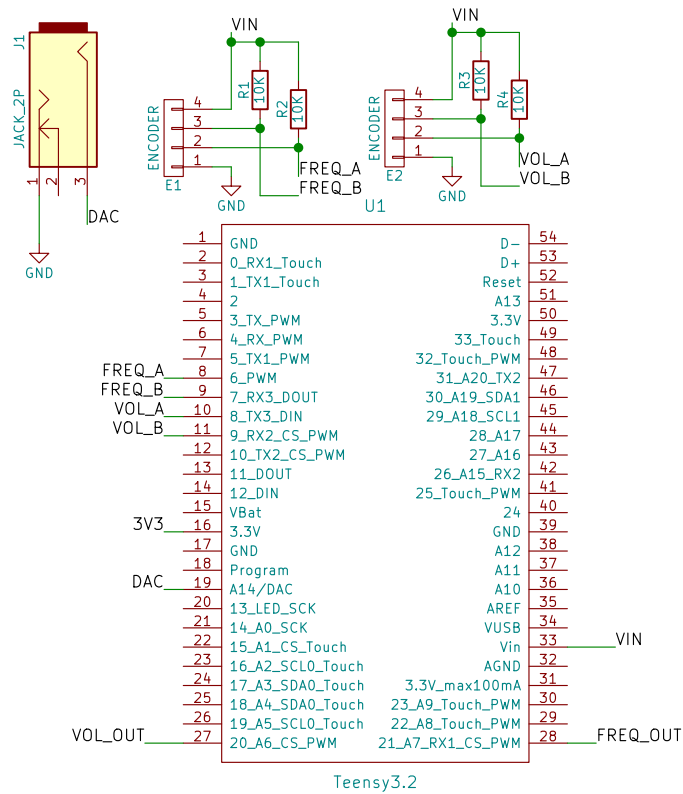 J1
JACK_2P
1
2
3
DAC
GND
VIN
R1
10K
R2
10K
ENCODER
4
3
2
1
E1
FREQ_A
FREQ_B
GND
VIN
R3
10K
R4
10K
ENCODER
4
3
2
1
E2
VOL_A
VOL_B
GND
U1
1 GND
2 0_RX1_Touch
3 1_TX1_Touch
4 2
5 3_TX_PWM
6 4_RX_PWM
7 5_TX1_PWM
FREQ_A 8 6_PWM
FREQ_B 9 7_RX3_DOUT
VOL_A 10 8_TX3_DIN
VOL_B 11 9_RX2_CS_PWM
12 10_TX2_CS_PWM
13 11_DOUT
14 12_DIN
15 VBat
3V3 16 3.3V
17 GND
18 Program
DAC 19 A14/DAC
20 13_LED_SCK
21 14_A0_SCK
22 15_A1_CS_Touch
23 16_A2_SCL0_Touch
24 17_A3_SDA0_Touch
25 18_A4_SDA0_Touch
26 19_A5_SCL0_Touch
VOL_OUT 27 20_A6_CS_PWM
D- 54
D+ 53
Reset 52
A13 51
3.3V 50
33_Touch 49
32_Touch_PWM 48
31_A20_TX2 47
30_A19_SDA1 46
29_A18_SCL1 45
28_A17 44
27_A16 43
26_A15_RX2 42
25_Touch_PWM 41
24 40
GND 39
A12 38
A11 37
A10 36
AREF 35
VUSB 34
Vin 33 VIN
AGND 32
3.3V_max100mA 31
23_A9_Touch_PWM 30
22_A8_Touch_PWM 29
21_A7_RX1_CS_PWM 28 FREQ_OUT
Teensy3.2